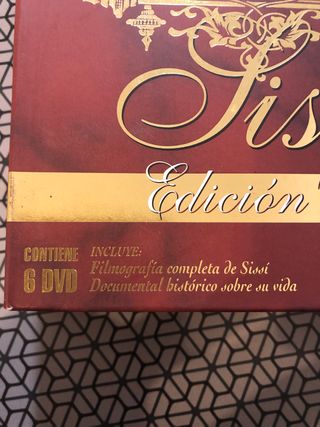 Sis
Edición
CONTIENE
6 DVD
INCLUYE:
Filmografía completa de Sissí
Documental histórico sobre su vida